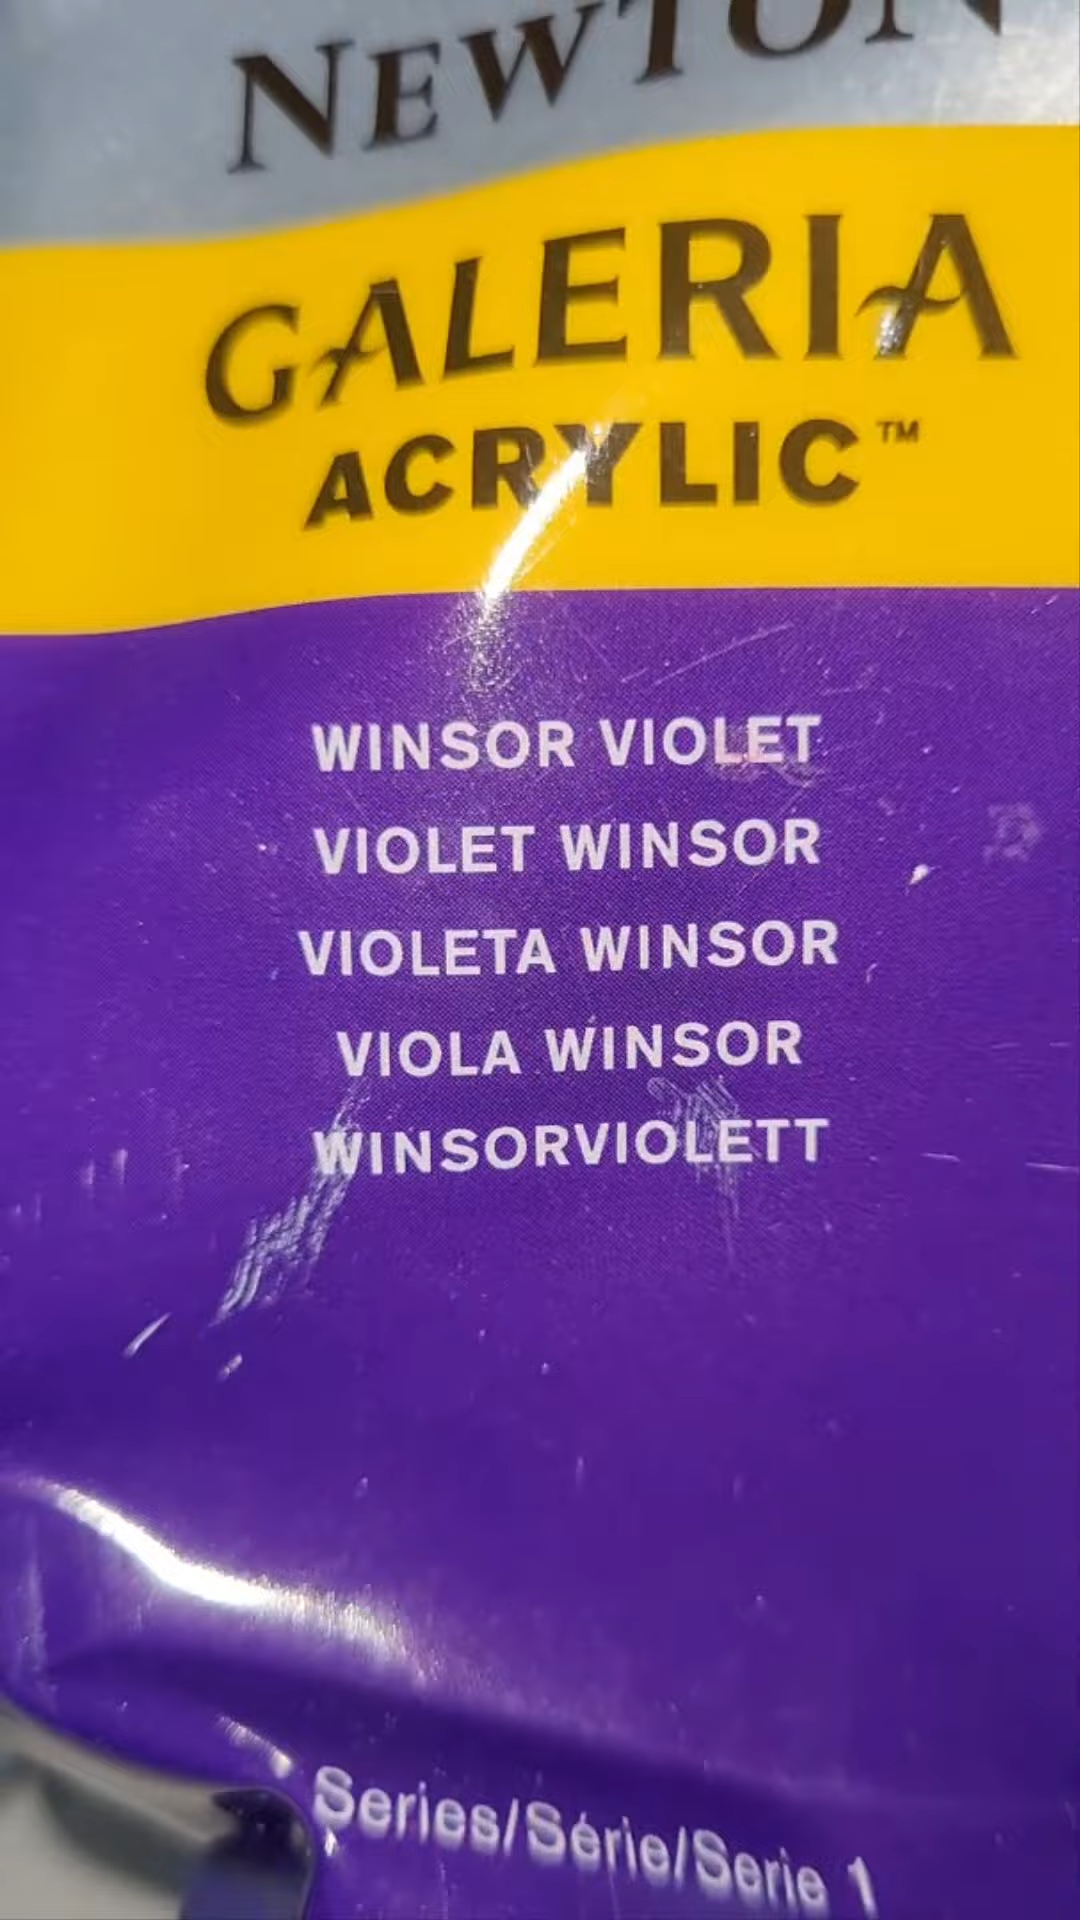 NEWTON
GALERIA
ACRYLIC™
WINSOR VIOLET
VIOLET WINSOR
VIOLETA WINSOR
VIOLA WINSOR
WINSORVIOLETT
Series/Série/Serie 1